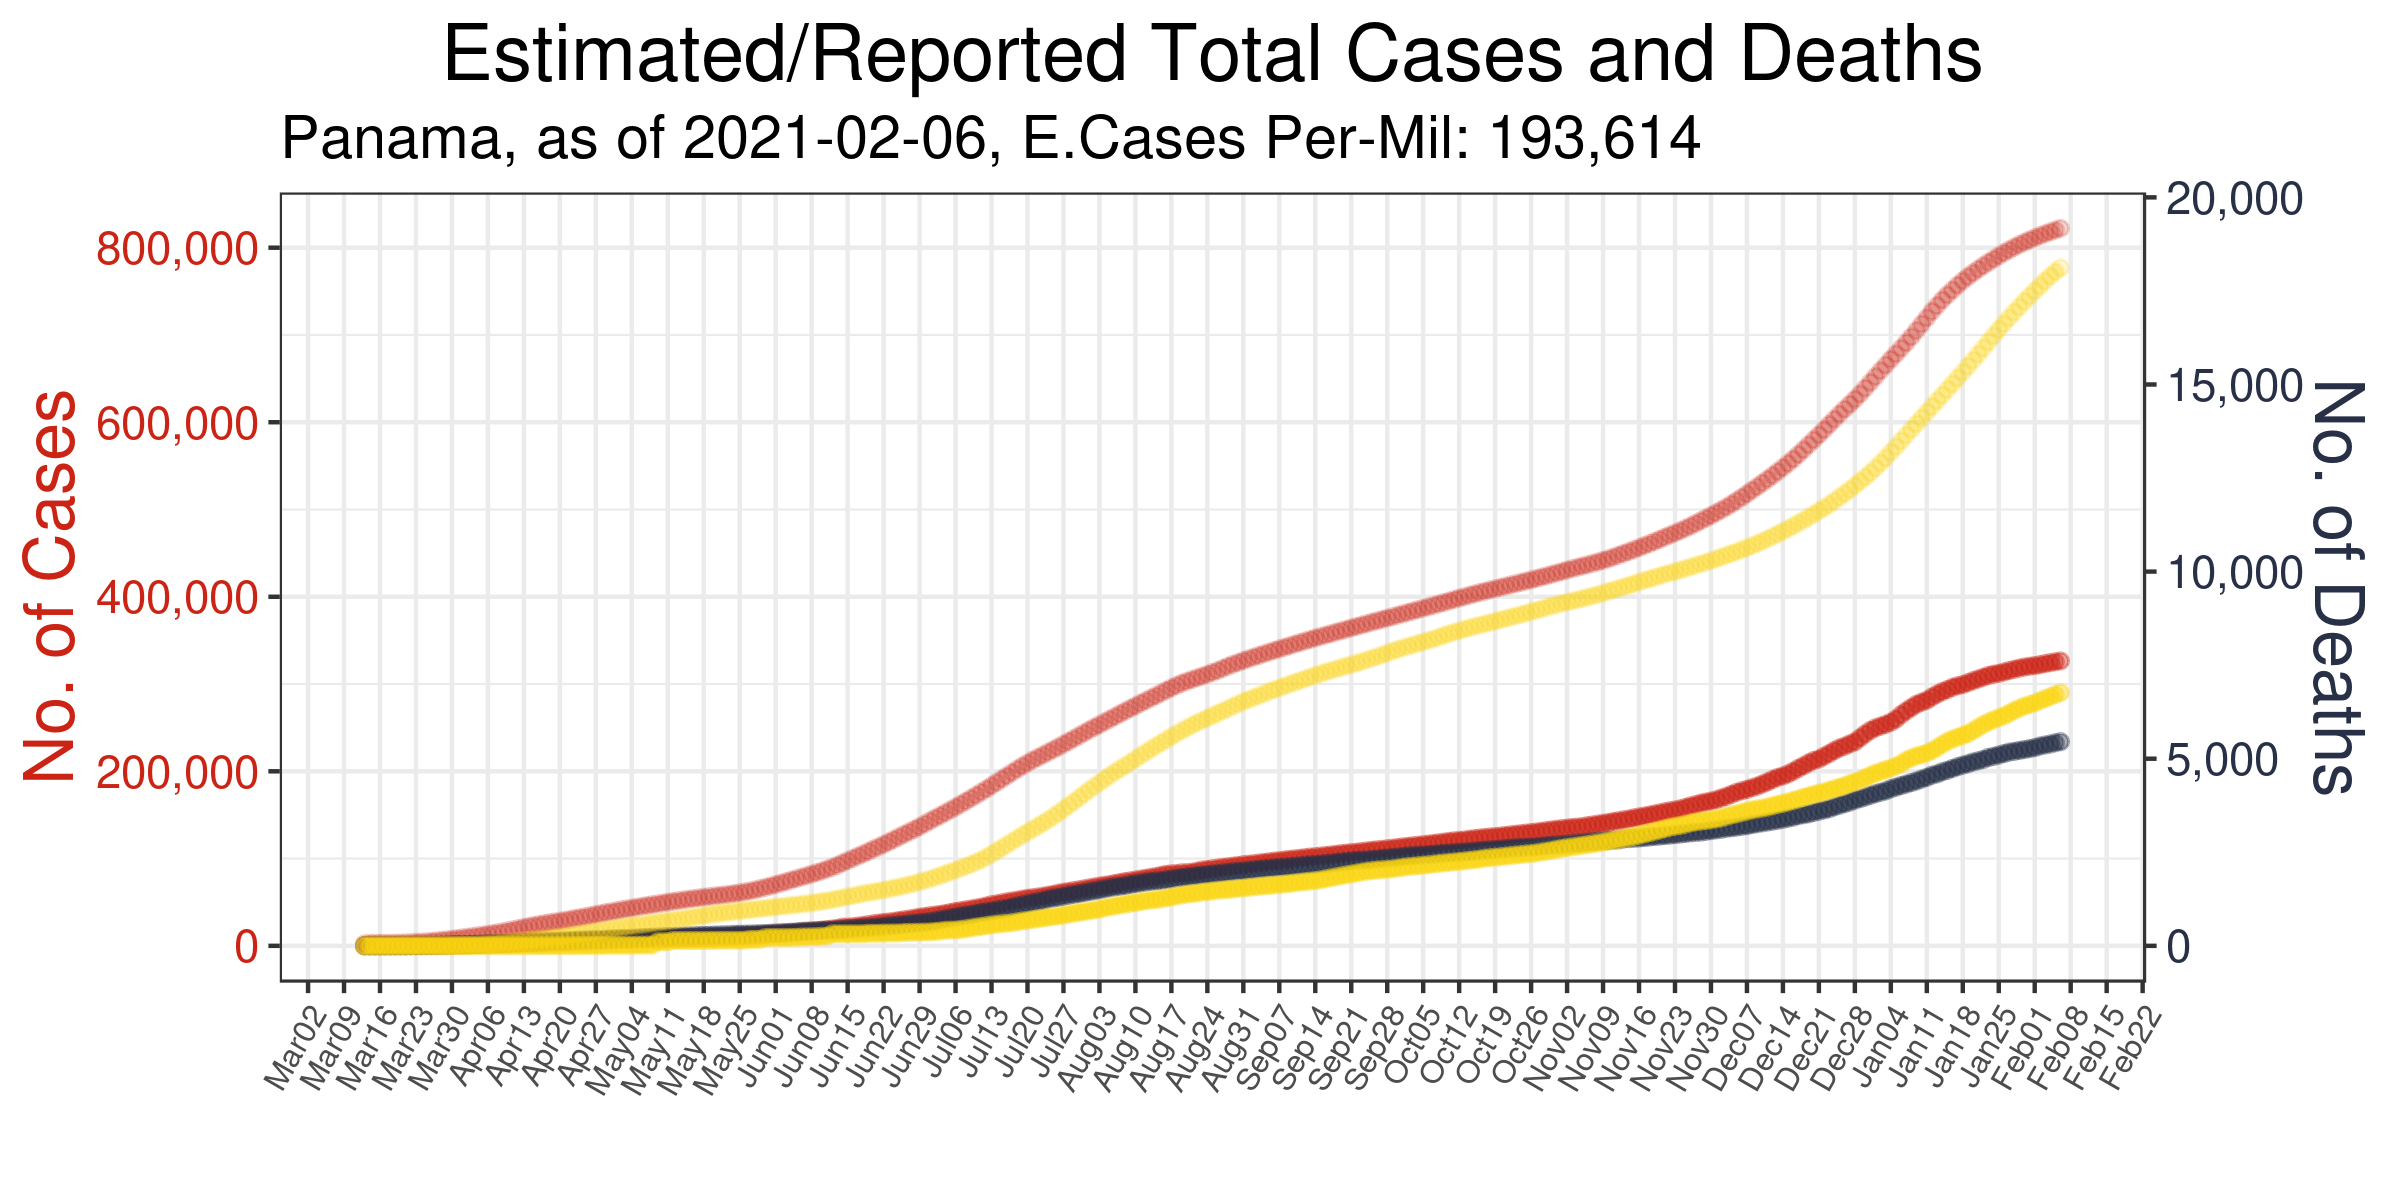 Estimated/Reported Total Cases and Deaths
Panama, as of 2021-02-06, E.Cases Per-Mil: 193,614
No. of Cases
800,000
600,000
400,000
200,000
0
20,000
15,000
10,000
5,000
0
No. of Deaths
Mar02
Mar09
Mar16
Mar23
Mar30
Apr06
Apr13
Apr20
Apr27
May04
May11
May18
May25
Jun01
Jun08
Jun15
Jun22
Jun29
Jul06
Jul13
Jul20
Jul27
Aug03
Aug10
Aug17
Aug24
Aug31
Sep07
Sep14
Sep21
Sep28
Oct05
Oct12
Oct19
Oct26
Nov02
Nov09
Nov16
Nov23
Nov30
Dec07
Dec14
Dec21
Dec28
Jan04
Jan11
Jan18
Jan25
Feb01
Feb08
Feb15
Feb22